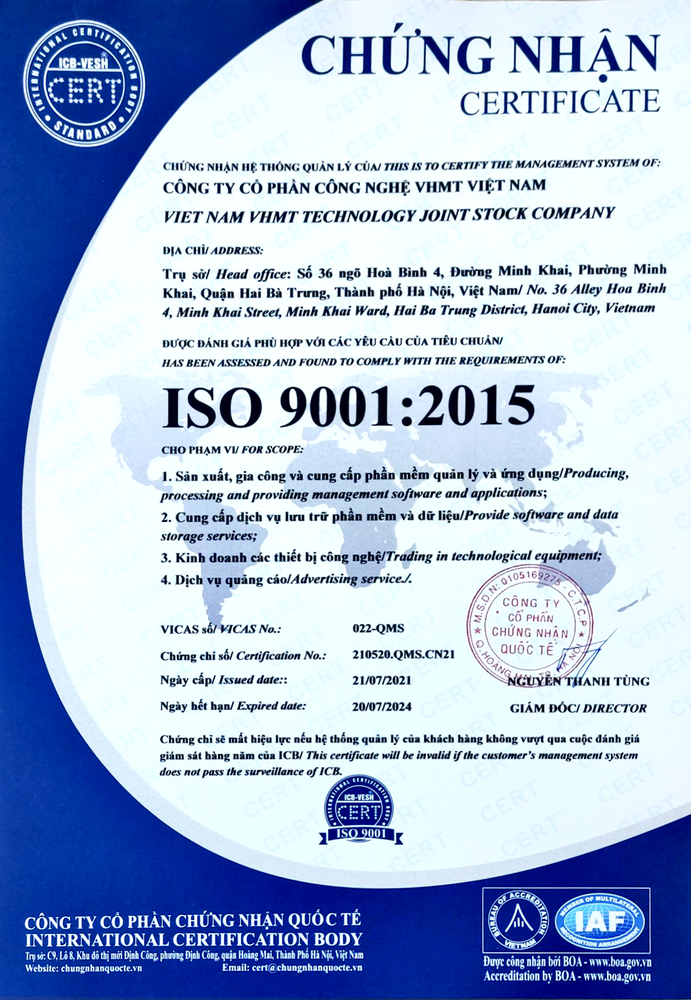 INTERNATIONAL CERTIFICATION BODY
ICB-VESH®
CERT
STANDARD
CHỨNG NHẬN
CERTIFICATE
CHỨNG NHẬN HỆ THỐNG QUẢN LÝ CỦA/ THIS IS TO CERTIFY THE MANAGEMENT SYSTEM OF:
CÔNG TY CỔ PHẦN CÔNG NGHỆ VHMT VIỆT NAM
VIET NAM VHMT TECHNOLOGY JOINT STOCK COMPANY
ĐỊA CHỈ/ ADDRESS:
Trụ sở/ Head office: Số 36 ngõ Hoà Bình 4, Đường Minh Khai, Phường Minh
Khai, Quận Hai Bà Trưng, Thành phố Hà Nội, Việt Nam/ No. 36 Alley Hoa Binh
4, Minh Khai Street, Minh Khai Ward, Hai Ba Trung District, Hanoi City, Vietnam
ĐƯỢC ĐÁNH GIÁ PHÙ HỢP VỚI CÁC YÊU CẦU CỦA TIÊU CHUẨN/
HAS BEEN ASSESSED AND FOUND TO COMPLY WITH THE REQUIREMENTS OF:
ISO 9001:2015
CHO PHẠM VI/ FOR SCOPE:
1. Sản xuất, gia công và cung cấp phần mềm quản lý và ứng dụng/Producing,
processing and providing management software and applications;
2. Cung cấp dịch vụ lưu trữ phần mềm và dữ liệu/Provide software and data
storage services;
3. Kinh doanh các thiết bị công nghệ/Trading in technological equipment;
4. Dịch vụ quảng cáo/Advertising service./.
M.S.D.N: 0105169275 - C.T.C.P
CÔNG TY
CỔ PHẦN
CHỨNG NHẬN
QUỐC TẾ
Q. HOÀNG MAI, TP. HÀ NỘI
VICAS số/ VICAS No.: 022-QMS
Chứng chỉ số/ Certification No.: 210520.QMS.CN21
Ngày cấp/ Issued date:: 21/07/2021
NGUYỄN THANH TÙNG
Ngày hết hạn/ Expired date: 20/07/2024
GIÁM ĐỐC/ DIRECTOR
Chứng chỉ sẽ mất hiệu lực nếu hệ thống quản lý của khách hàng không vượt qua cuộc đánh giá
giám sát hàng năm của ICB/ This certificate will be invalid if the customer's management system
does not pass the surveillance of ICB.
INTERNATIONAL CERTIFICATION BODY
ICB-VESH
CERT
ISO 9001
CÔNG TY CỔ PHẦN CHỨNG NHẬN QUỐC TẾ
INTERNATIONAL CERTIFICATION BODY
Trụ sở: C9, Lô 8, Khu đô thị mới Định Công, phường Định Công, quận Hoàng Mai, Thành Phố Hà Nội, Việt Nam
Website: chungnhanquocte.vn Email: cert@chungnhanquocte.vn
BUREAU OF ACCREDITATION
VIETNAM
MEMBER OF MULTILATERAL
IAF
RECOGNITION ARRANGEMENT
Được công nhận bởi BOA - www.boa.gov.vn
Accreditation by BOA - www.boa.gov.vn